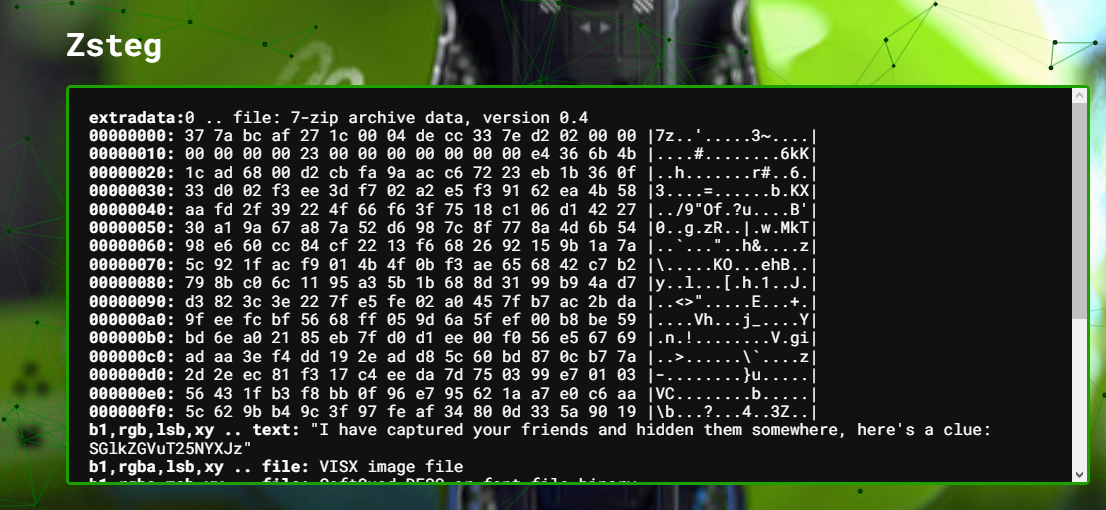 Zsteg
extradata:0 .. file: 7-zip archive data, version 0.4
00000000: 37 7a bc af 27 1c 00 04 de cc 33 7e d2 02 00 00 |7z..'.....3~....|
00000010: 00 00 00 00 23 00 00 00 00 00 00 00 e4 36 6b 4b |....#........6kK|
00000020: 1c ad 68 00 d2 cb fa 9a ac c6 72 23 eb 1b 36 0f |..h.......r#..6.|
00000030: 33 d0 02 f3 ee 3d f7 02 a2 e5 f3 91 62 ea 4b 58 |3....=......b.KX|
00000040: aa fd 2f 39 22 4f 66 f6 3f 75 18 c1 06 d1 42 27 |../9"Of.?u....B'|
00000050: 30 a1 9a 67 a8 7a 52 d6 98 7c 8f 77 8a 4d 6b 54 |0..g.zR..|.w.MkT|
00000060: 98 e6 60 cc 84 cf 22 13 f6 68 26 92 15 9b 1a 7a |..`..."..h&....z|
00000070: 5c 92 1f ac f9 01 4b 4f 0b f3 ae 65 68 42 c7 b2 |\.....KO...ehB..|
00000080: 79 8b c0 6c 11 95 a3 5b 1b 68 8d 31 99 b9 4a d7 |y..l...[.h.1..J.|
00000090: d3 82 3c 3e 22 7f e5 fe 02 a0 45 7f b7 ac 2b da |..<>".....E...+.|
000000a0: 9f ee fc bf 56 68 ff 05 9d 6a 5f ef 00 b8 be 59 |....Vh...j_....Y|
000000b0: bd 6e a0 21 85 eb 7f d0 d1 ee 00 f0 56 e5 67 69 |.n.!........V.gi|
000000c0: ad aa 3e f4 dd 19 2e ad d8 5c 60 bd 87 0c b7 7a |..>......\`....z|
000000d0: 2d 2e ec 81 f3 17 c4 ee da 7d 75 03 99 e7 01 03 |-........}u.....|
000000e0: 56 43 1f b3 f8 bb 0f 96 e7 95 62 1a a7 e0 c6 aa |VC........b.....|
000000f0: 5c 62 9b b4 9c 3f 97 fe af 34 80 0d 33 5a 90 19 |\b...?...4..3Z..|
b1,rgb,lsb,xy .. text: "I have captured your friends and hidden them somewhere, here's a clue:
SGlkZGVuT25NYXJz"
b1,rgba,lsb,xy .. file: VISX image file